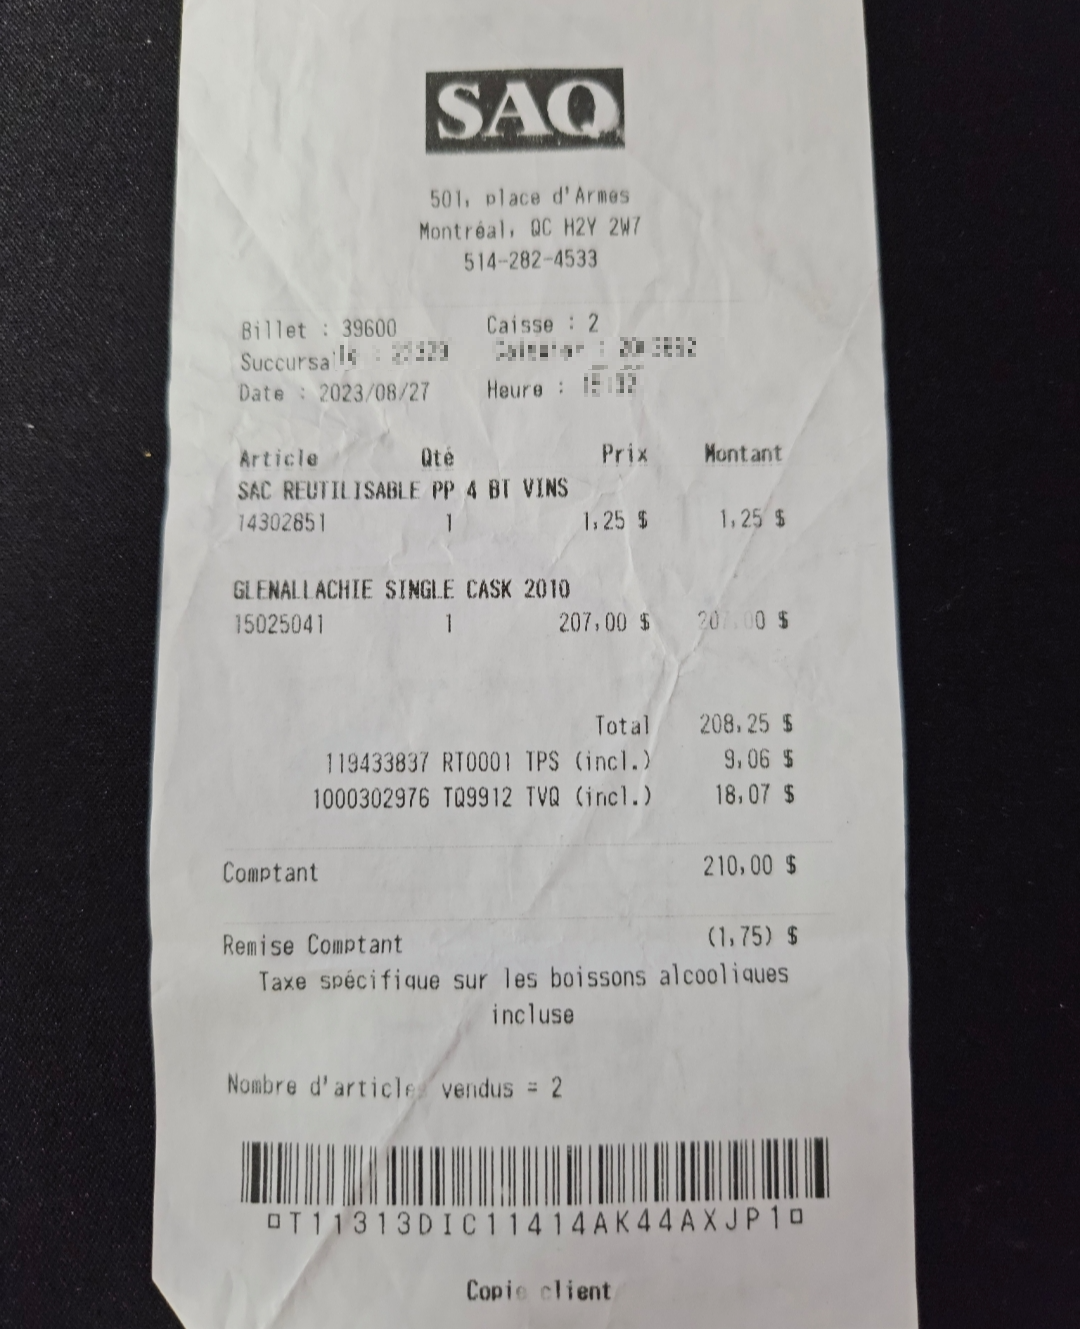 SAQ
501, place d'Armes
Montréal, QC H2Y 2W7
514-282-4533
Billet : 39600 Caisse : 2
Date : 2023/08/27 Heure :
Article Qté Prix Montant
SAC REUTILISABLE PP 4 BT VINS
14302851 1 1,25 $ 1,25 $
GLENALLACHIE SINGLE CASK 2010
15025041 1 207,00 $ $
Total 208,25 $
119433837 RT0001 TPS (incl.) 9,06 $
1000302976 TQ9912 TVQ (incl.) 18,07 $
Comptant 210,00 $
Remise Comptant (1,75) $
Taxe spécifique sur les boissons alcooliques
incluse
Nombre d'article vendus = 2
¤T11313DIC11414AK44AXJP1¤
Copie client